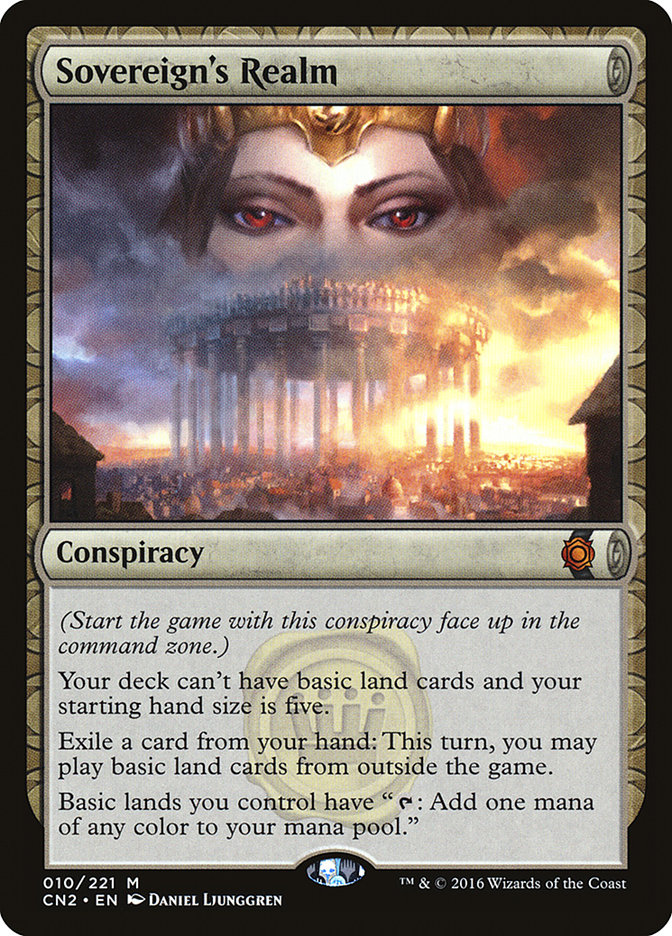 Sovereign's Realm
Conspiracy
(Start the game with this conspiracy face up in the
command zone.)
Your deck can't have basic land cards and your
starting hand size is five.
Exile a card from your hand: This turn, you may
play basic land cards from outside the game.
Basic lands you control have “: Add one mana
of any color to your mana pool.”
010/221 M
CN2 • EN DANIEL LJUNGGREN
™ & © 2016 Wizards of the Coast